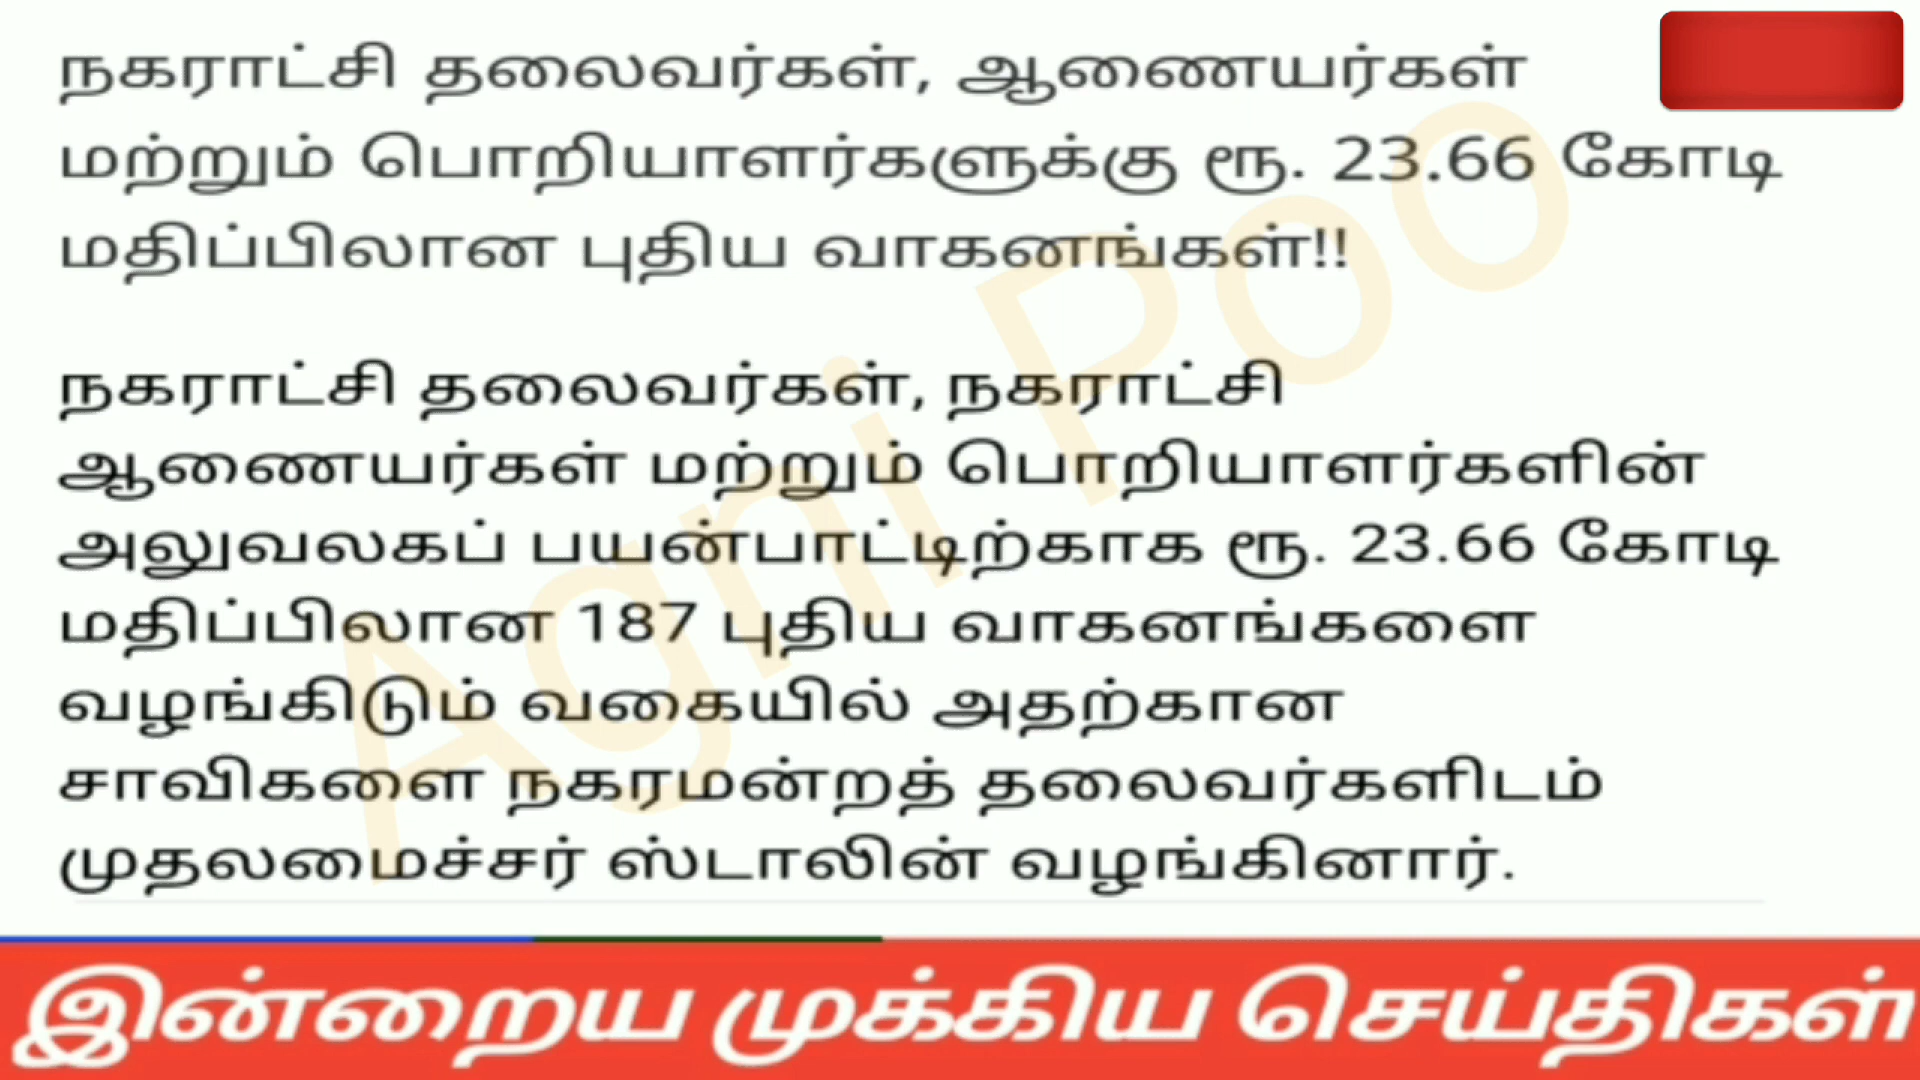 நகராட்சி தலைவர்கள், ஆணையர்கள்
மற்றும் பொறியாளர்களுக்கு ரூ. 23.66 கோடி
மதிப்பிலான புதிய வாகனங்கள்!!
நகராட்சி தலைவர்கள், நகராட்சி
ஆணையர்கள் மற்றும் பொறியாளர்களின்
அலுவலகப் பயன்பாட்டிற்காக ரூ. 23.66 கோடி
மதிப்பிலான 187 புதிய வாகனங்களை
வழங்கிடும் வகையில் அதற்கான
சாவிகளை நகரமன்றத் தலைவர்களிடம்
முதலமைச்சர் ஸ்டாலின் வழங்கினார்.
Agni Poo
இன்றைய முக்கிய செய்திகள்